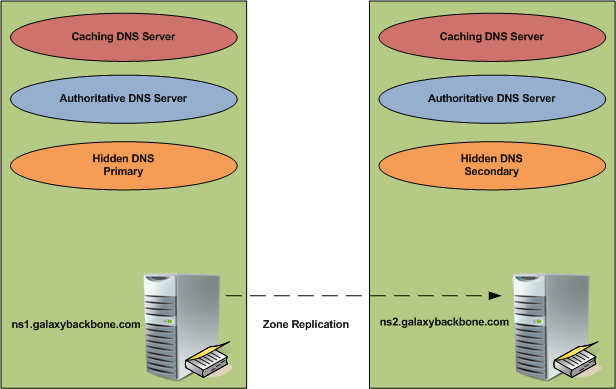 Caching DNS Server
Authoritative DNS Server
Hidden DNS
Primary
ns1.galaxybackbone.com
Zone Replication
Caching DNS Server
Authoritative DNS Server
Hidden DNS
Secondary
ns2.galaxybackbone.com